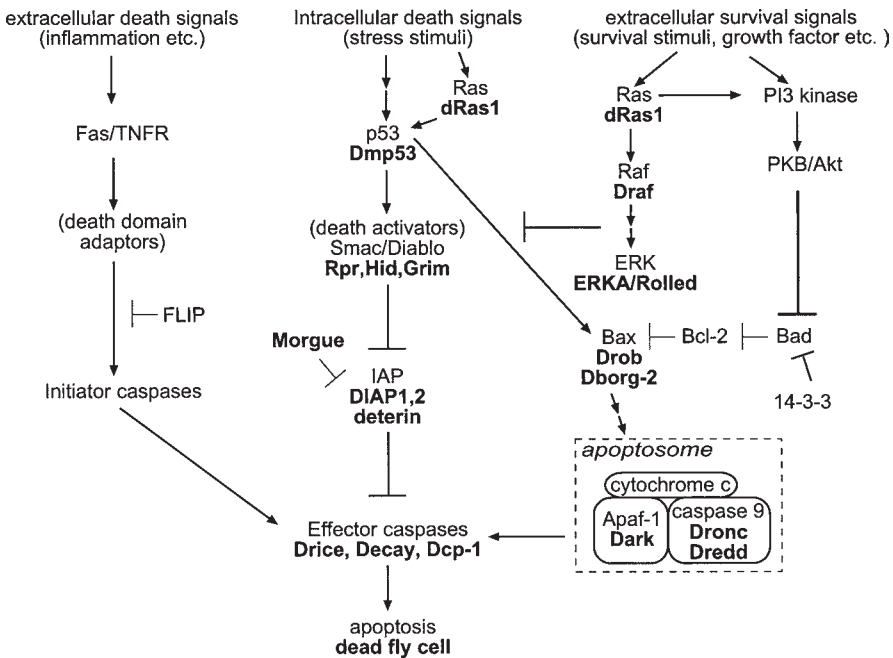 extracellular death signals
(inflammation etc.)
Fas/TNFR
(death domain
adaptors)
FLIP
Initiator caspases
Intracellular death signals
(stress stimuli)
Ras
dRas1
p53
Dmp53
(death activators)
Smac/Diablo
Rpr,Hid,Grim
Morgue
IAP
DIAP1,2
deterin
Effector caspases
Drice, Decay, Dcp-1
apoptosis
dead fly cell
extracellular survival signals
(survival stimuli, growth factor etc. )
Ras
dRas1
PI3 kinase
Raf
Draf
PKB/Akt
ERK
ERKA/Rolled
Bax
Drob
Dborg-2
Bcl-2
Bad
14-3-3
apoptosome
cytochrome c
Apaf-1
Dark
caspase 9
Dronc
Dredd